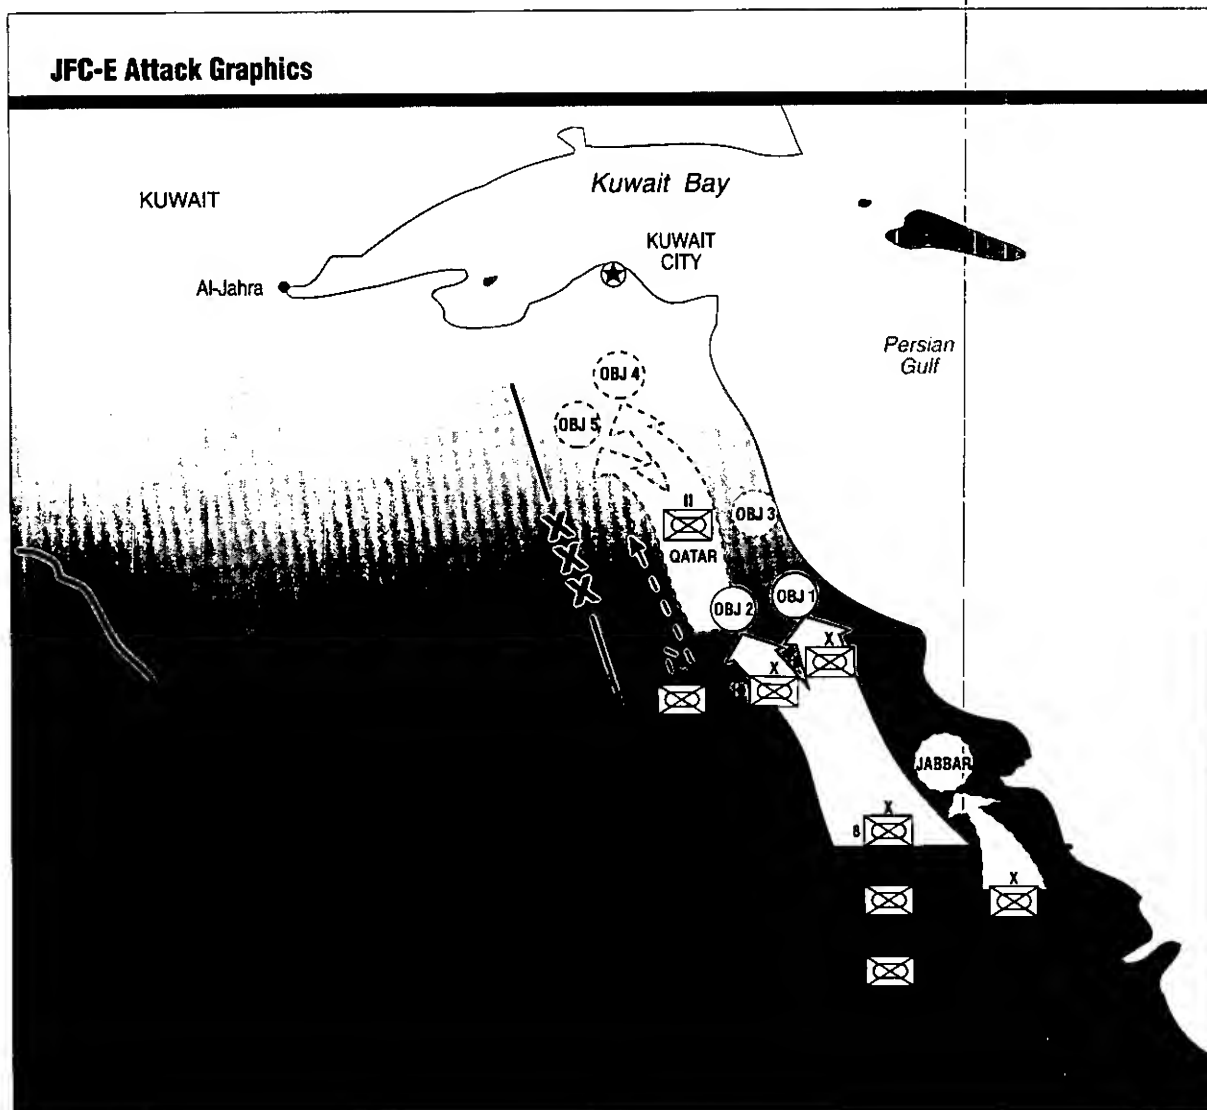 JFC-E Attack Graphics
Kuwait Bay
KUWAIT
KUWAIT
CITY
Al-Jahra
Persian
Gulf
OBJ 4
OBJ 5
II
OBJ 3
QATAR
X
X
X
OBJ 1
OBJ 2
X
X
JABBAR
X
8
X